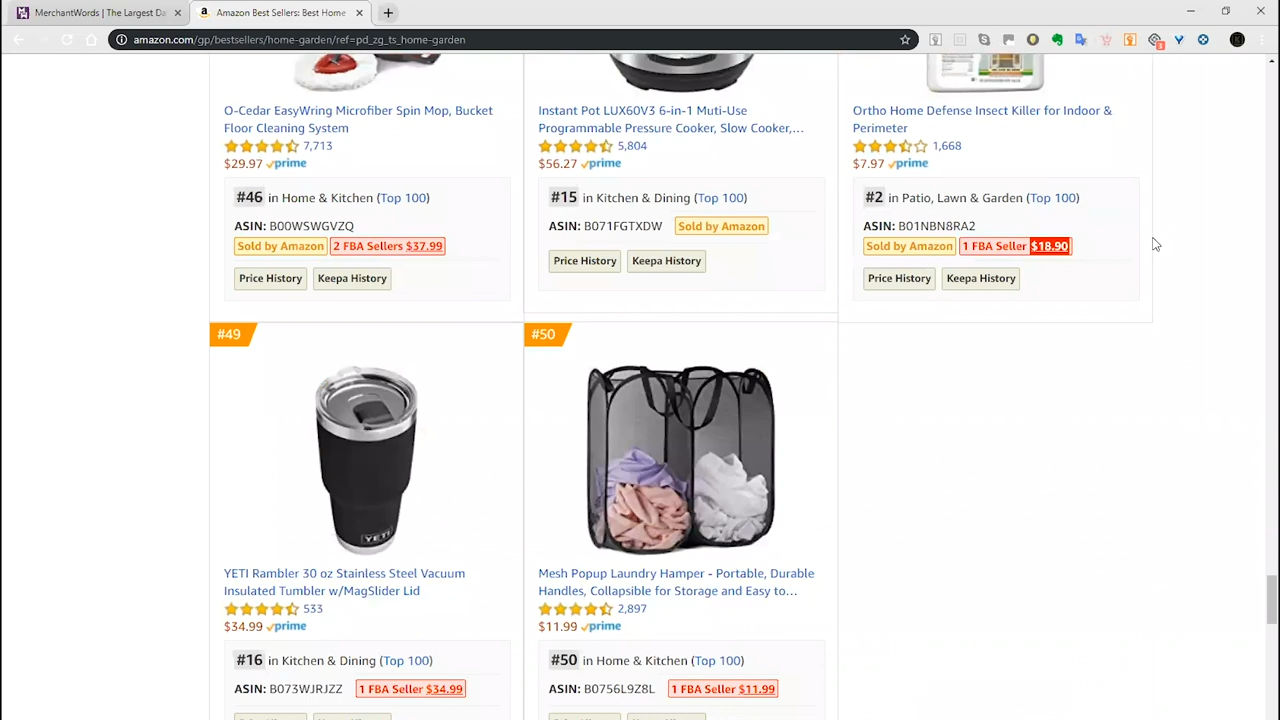 MerchantWords | The Largest Da
Amazon Best Sellers: Best Home
amazon.com/gp/bestsellers/home-garden/ref=pd_zg_ts_home-garden
O-Cedar EasyWring Microfiber Spin Mop, Bucket
Floor Cleaning System
7,713
$29.97 prime
#46 in Home & Kitchen (Top 100)
ASIN: B00WSWGVZQ
Sold by Amazon 2 FBA Sellers $37.99
Price History Keepa History
Instant Pot LUX60V3 6-in-1 Muti-Use
Programmable Pressure Cooker, Slow Cooker,...
5,804
$56.27 prime
#15 in Kitchen & Dining (Top 100)
ASIN: B071FGTXDW Sold by Amazon
Price History Keepa History
Ortho Home Defense Insect Killer for Indoor &
Perimeter
1,668
$7.97 prime
#2 in Patio, Lawn & Garden (Top 100)
ASIN: B01NBN8RA2
Sold by Amazon 1 FBA Seller $18.90
Price History Keepa History
#49
YETI
YETI Rambler 30 oz Stainless Steel Vacuum
Insulated Tumbler w/MagSlider Lid
533
$34.99 prime
#16 in Kitchen & Dining (Top 100)
ASIN: B073WJRJZZ 1 FBA Seller $34.99
#50
Mesh Popup Laundry Hamper - Portable, Durable
Handles, Collapsible for Storage and Easy to...
2,897
$11.99 prime
#50 in Home & Kitchen (Top 100)
ASIN: B0756L9Z8L 1 FBA Seller $11.99